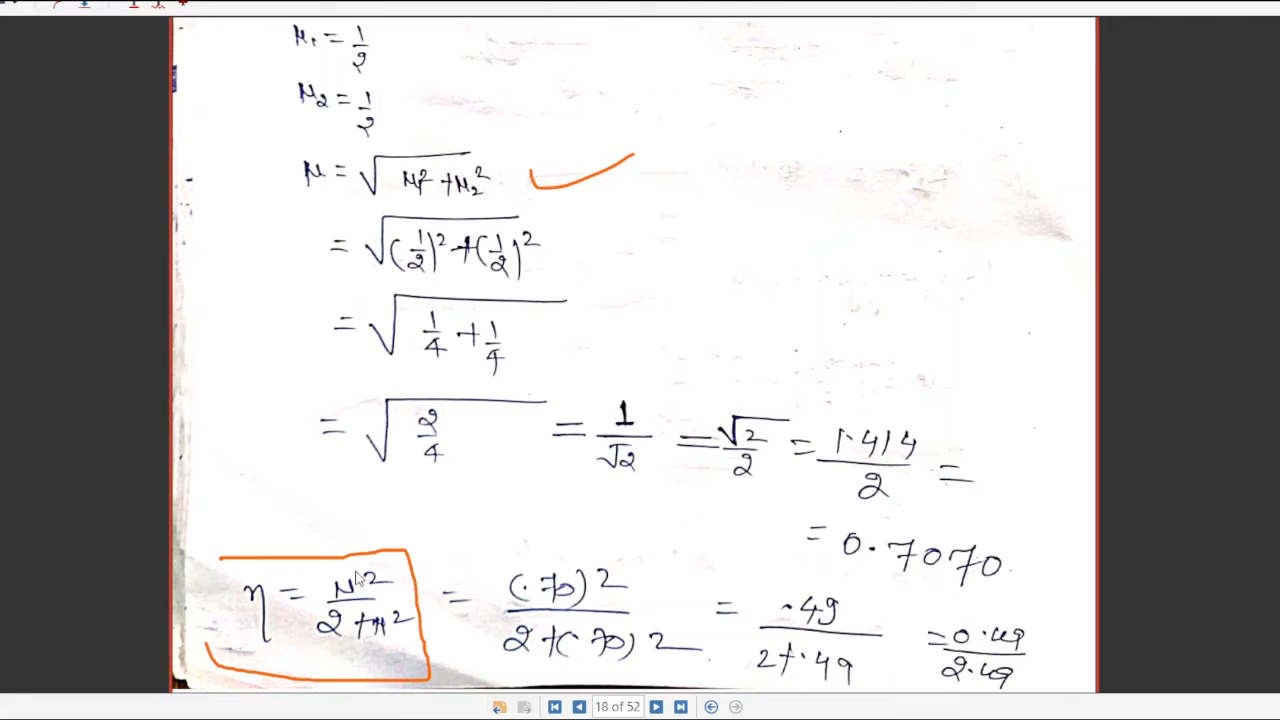 μ₁ = 1/2
μ₂ = 1/2
μ = √(μ₁² + μ₂²)
= √((1/2)² + (1/2)²)
= √(1/4 + 1/4)
= √(2/4) = 1/√2 = √2/2 = 1.414/2 =
= 0.7070
η = μ²/(2+μ²) = (.70)2/(2+(.70)2) = .49/(2+.49) = 0.49/2.49
18 of 52